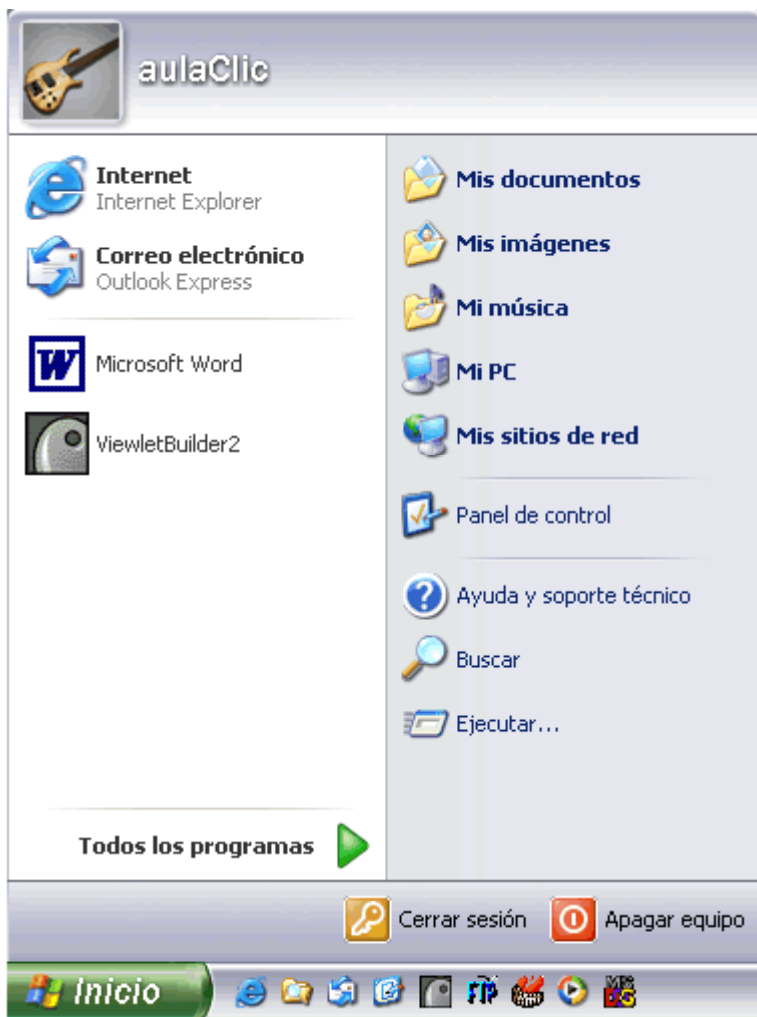 aulaClic
Internet
Internet Explorer
Correo electrónico
Outlook Express
Microsoft Word
ViewletBuilder2
Todos los programas
Mis documentos
Mis imágenes
Mi música
Mi PC
Mis sitios de red
Panel de control
Ayuda y soporte técnico
Buscar
Ejecutar...
Cerrar sesión
Apagar equipo
Inicio
FTP